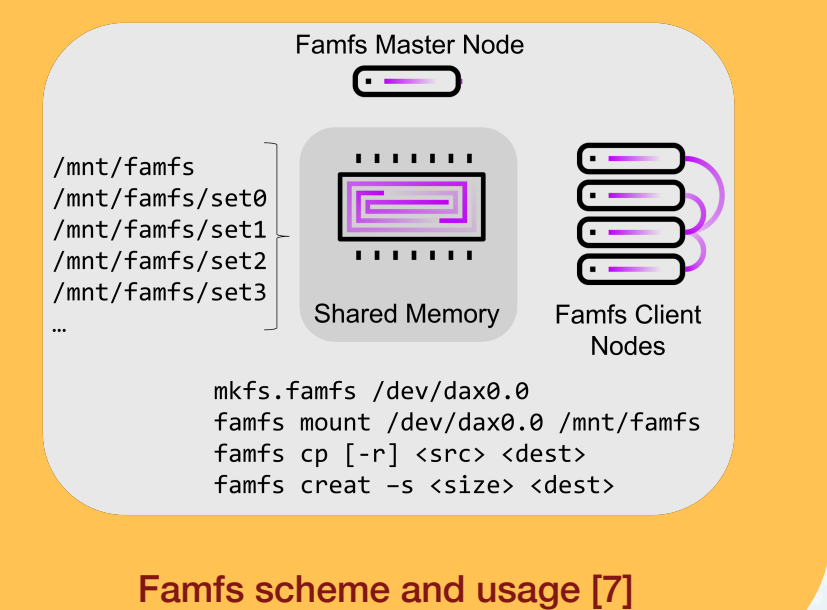 Famfs Master Node
/mnt/famfs
/mnt/famfs/set0
/mnt/famfs/set1
/mnt/famfs/set2
/mnt/famfs/set3
…
Shared Memory
Famfs Client
Nodes
mkfs.famfs /dev/dax0.0
famfs mount /dev/dax0.0 /mnt/famfs
famfs cp [-r] <src> <dest>
famfs creat –s <size> <dest>
Famfs scheme and usage [7]